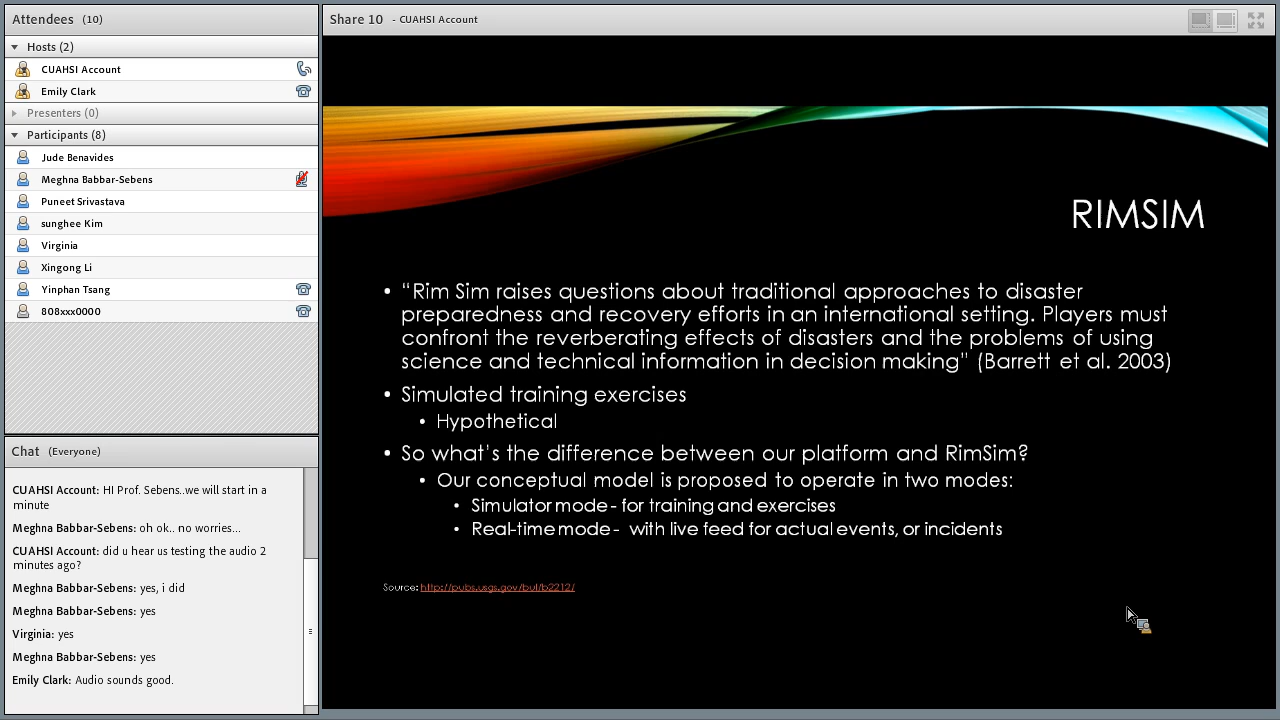 Attendees (10)
Hosts (2)
CUAHSI Account
Emily Clark
Presenters (0)
Participants (8)
Jude Benavides
Meghna Babbar-Sebens
Puneet Srivastava
sunghee Kim
Virginia
Xingong Li
Yinphan Tsang
808xxx0000
Chat (Everyone)
CUAHSI Account: HI Prof. Sebens..we will start in a
minute
Meghna Babbar-Sebens: oh ok.. no worries...
CUAHSI Account: did u hear us testing the audio 2
minutes ago?
Meghna Babbar-Sebens: yes, i did
Meghna Babbar-Sebens: yes
Virginia: yes
Meghna Babbar-Sebens: yes
Emily Clark: Audio sounds good.
Share 10 - CUAHSI Account
RIMSIM
• “Rim Sim raises questions about traditional approaches to disaster
preparedness and recovery efforts in an international setting. Players must
confront the reverberating effects of disasters and the problems of using
science and technical information in decision making” (Barrett et al. 2003)
• Simulated training exercises
• Hypothetical
• So what’s the difference between our platform and RimSim?
• Our conceptual model is proposed to operate in two modes:
• Simulator mode - for training and exercises
• Real-time mode - with live feed for actual events, or incidents
Source: http://pubs.usgs.gov/bul/b2212/